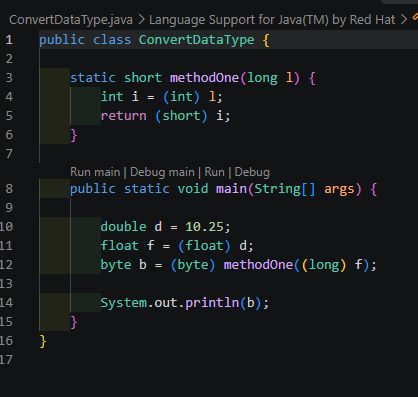 ConvertDataType.java > Language Support for Java(TM) by Red Hat >
1 public class ConvertDataType {
2
3     static short methodOne(long l) {
4         int i = (int) l;
5         return (short) i;
6     }
7
Run main | Debug main | Run | Debug
8     public static void main(String[] args) {
9
10         double d = 10.25;
11         float f = (float) d;
12         byte b = (byte) methodOne((long) f);
13
14         System.out.println(b);
15     }
16 }
17